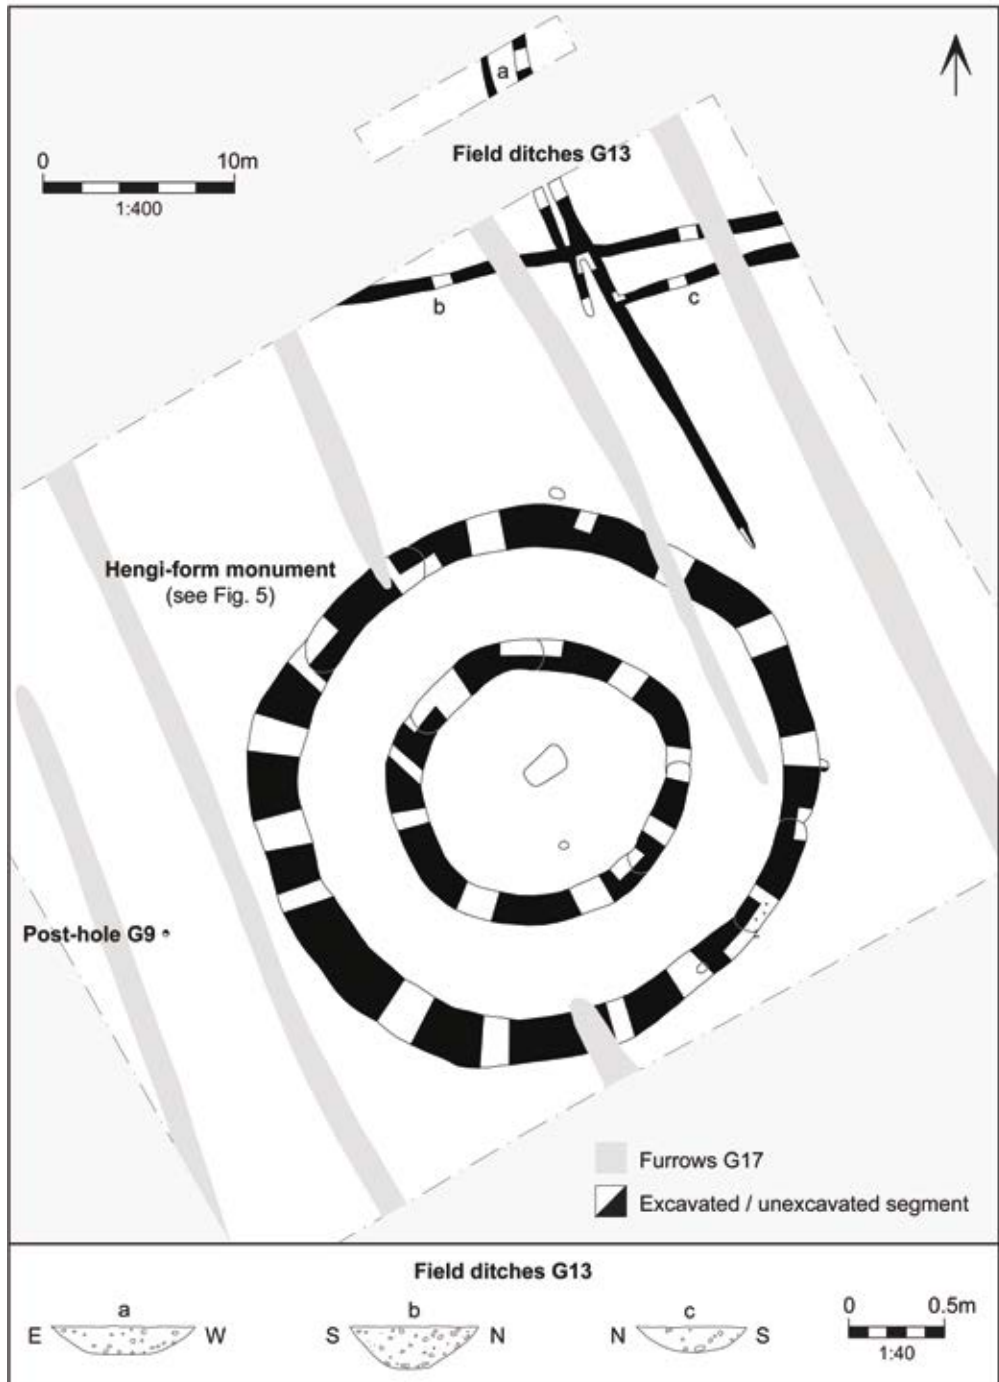 a
0 10m
1:400
Field ditches G13
b
c
Hengi-form monument
(see Fig. 5)
Post-hole G9
Furrows G17
Excavated / unexcavated segment
Field ditches G13
a
E W
b
S N
c
N S
0 0.5m
1:40